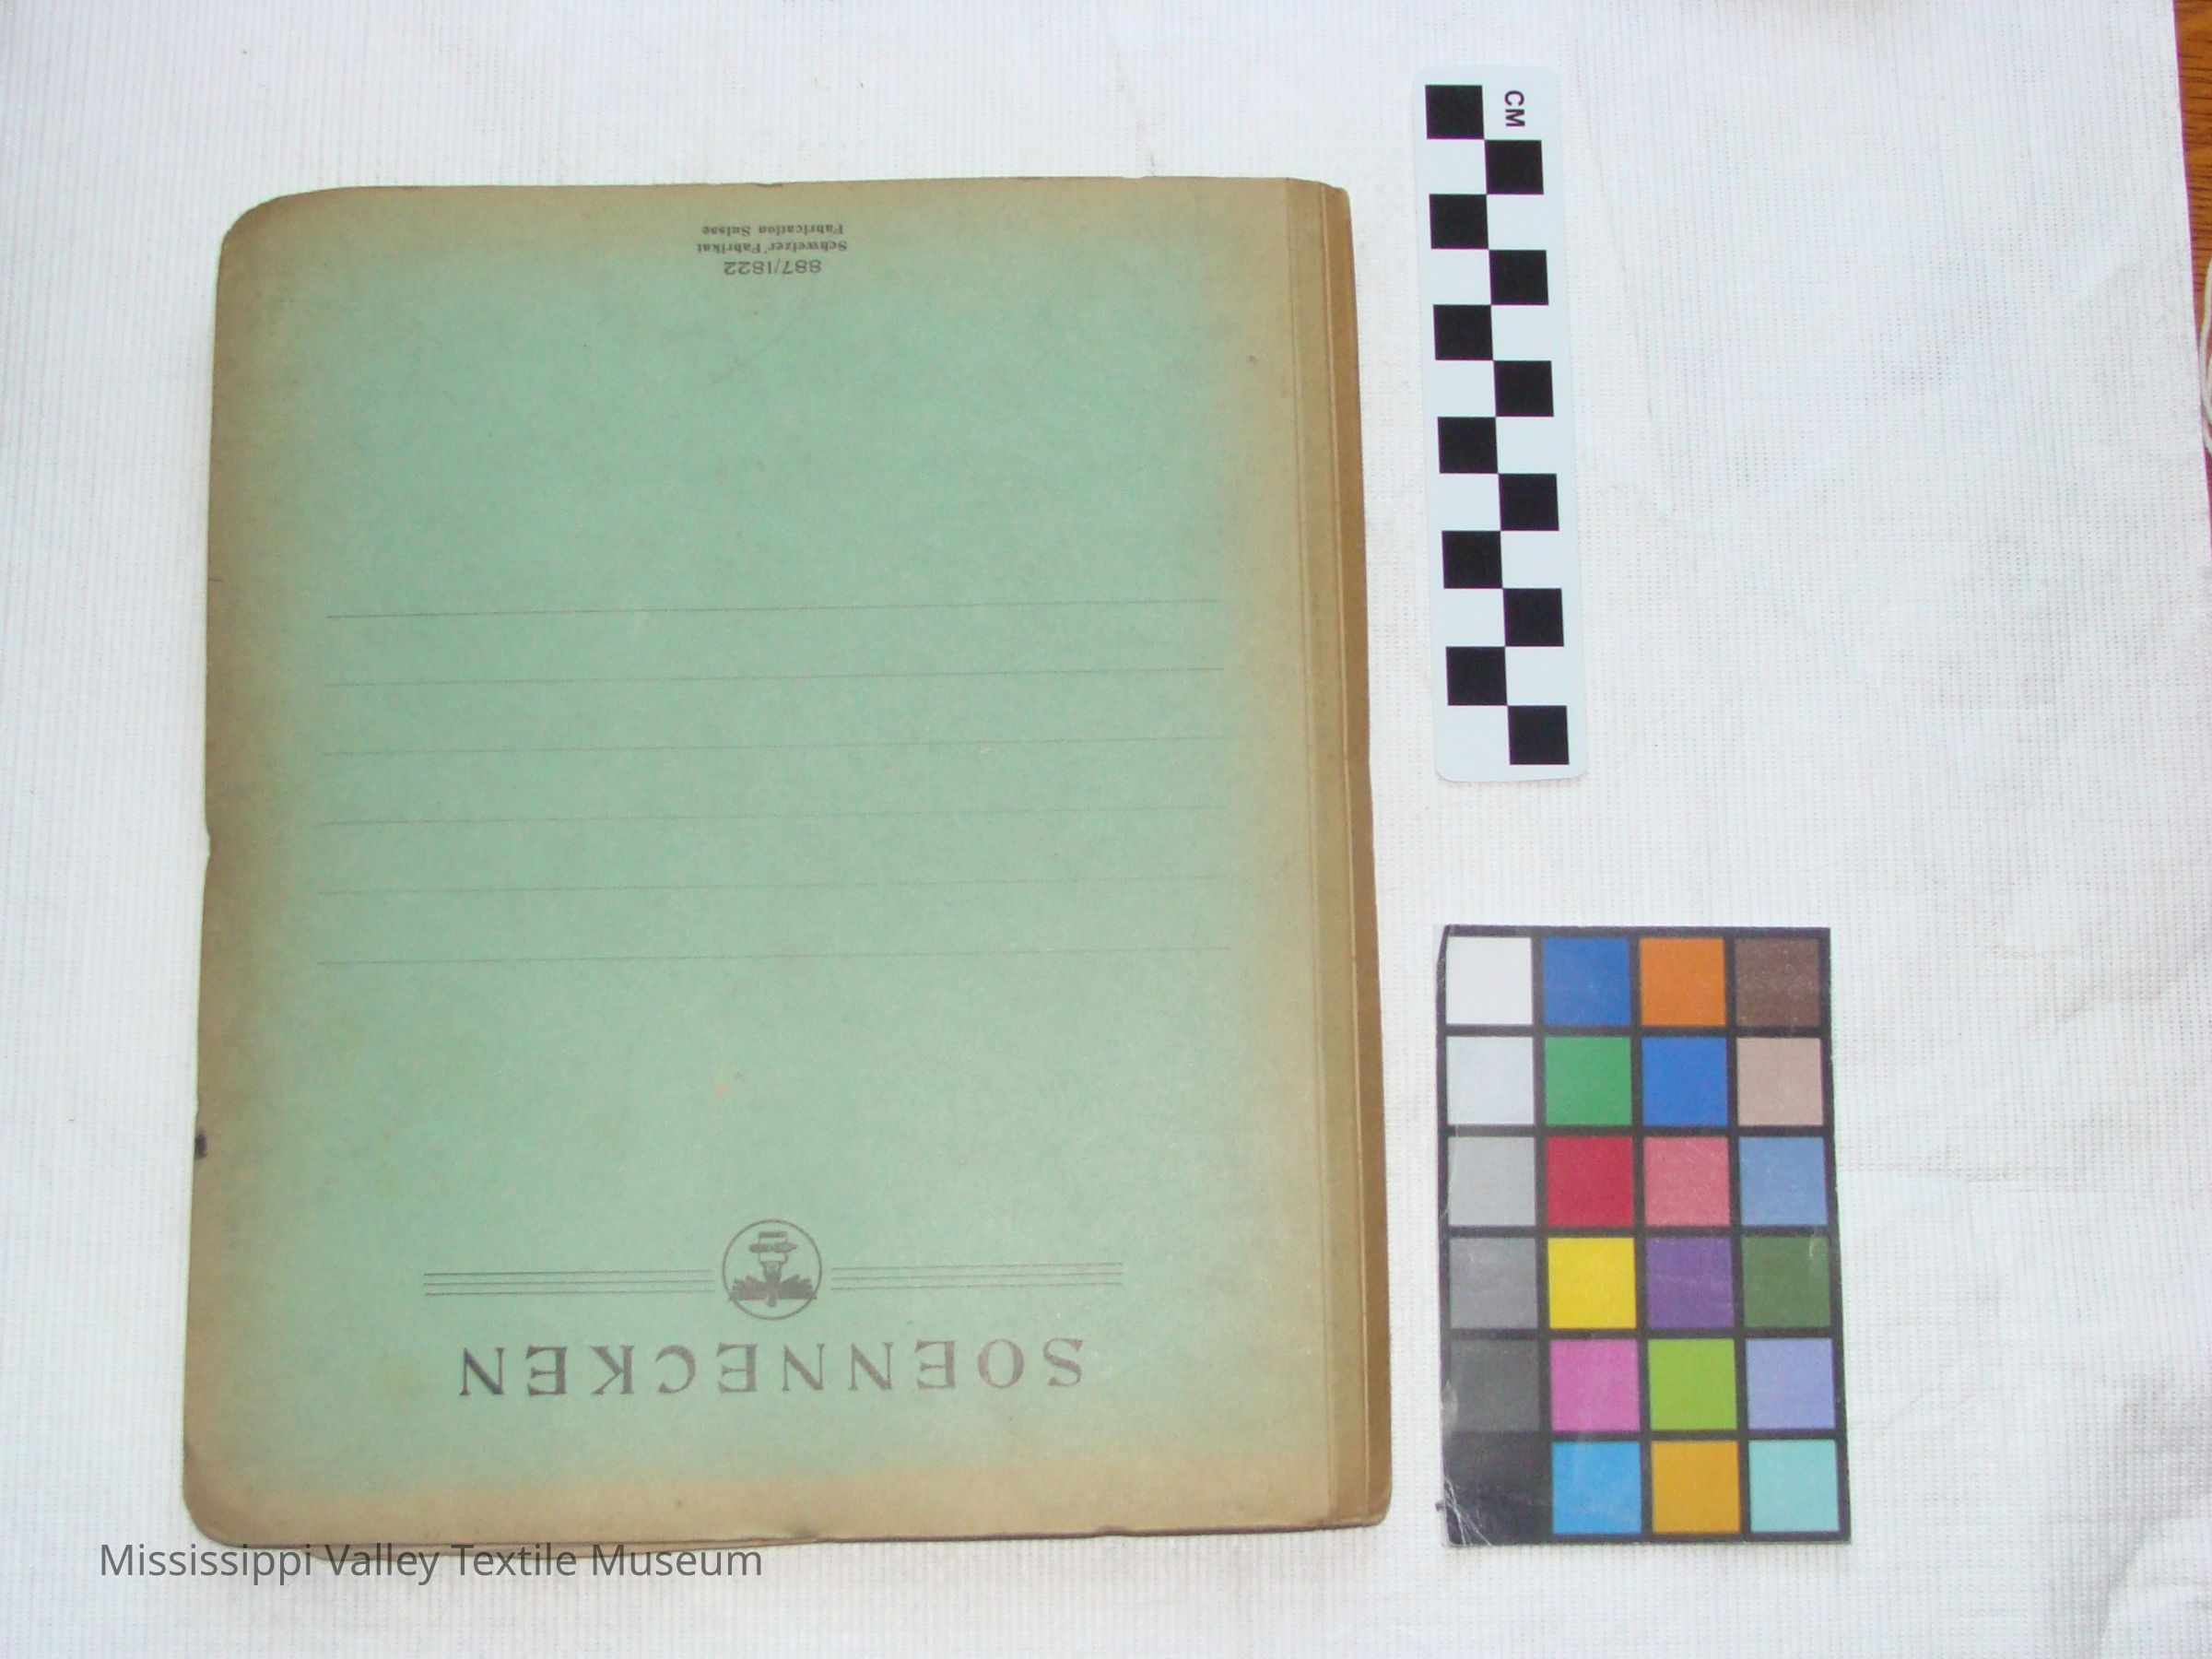 SOENNECKEN
887/1822
Schweizer Fabrikat
Fabrication Suisse
CM
Mississippi Valley Textile Museum